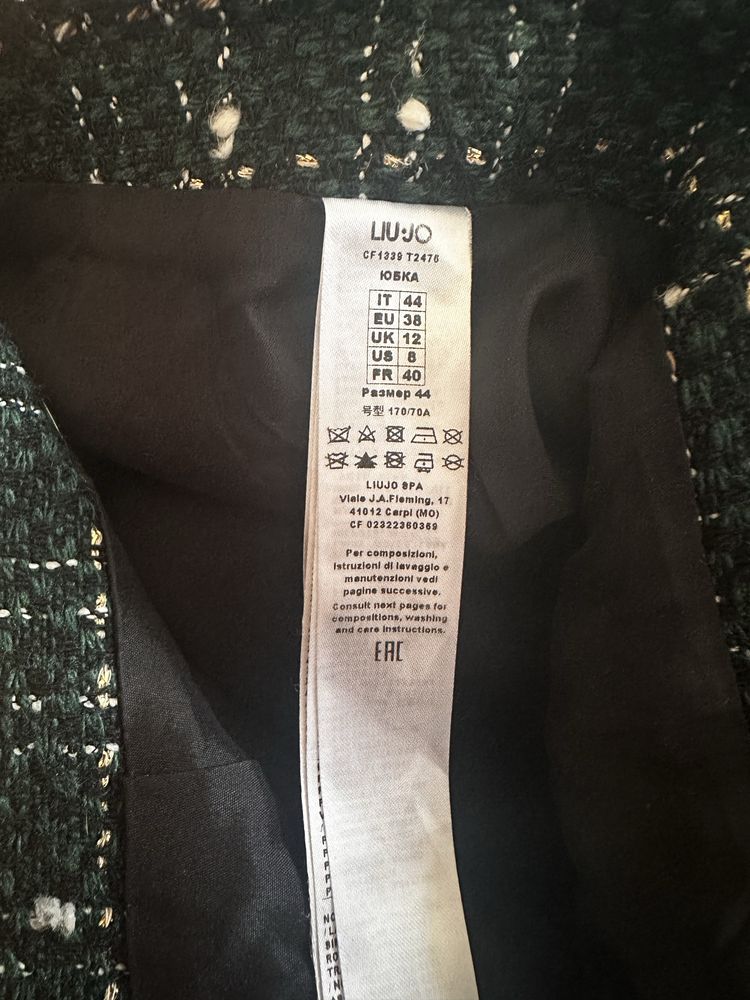 LIU·JO
CF1339 T2476
ЮБКА
IT 44
EU 38
UK 12
US 8
FR 40
Размер 44
号型 170/70A
LIUJO SPA
Viale J.A.Fleming, 17
41012 Carpi (MO)
CF 02322360369
Per composizioni,
istruzioni di lavaggio e
manutenzioni vedi
pagine successive.
Consult next pages for
compositions, washing
and care instructions.
EAC